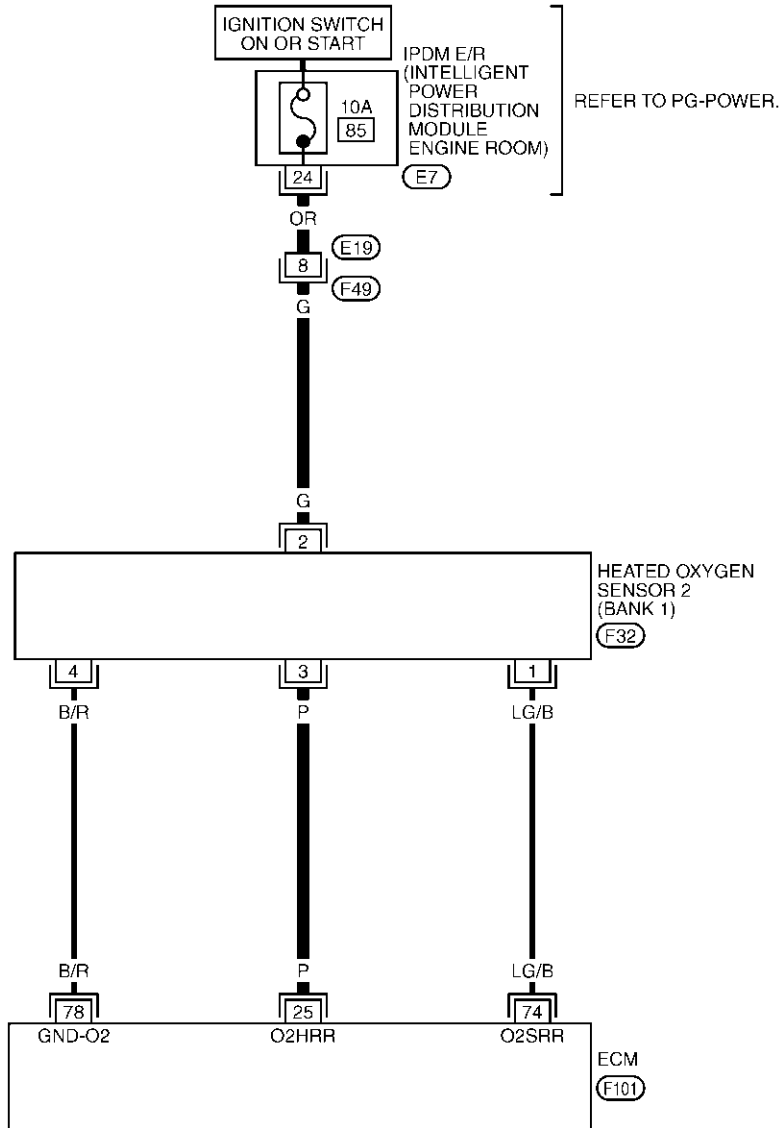 IGNITION SWITCH
ON OR START
IPDM E/R
(INTELLIGENT
POWER
DISTRIBUTION
MODULE
ENGINE ROOM)
REFER TO PG-POWER.
10A
85
24
E7
OR
E19
8
F49
G
G
2
HEATED OXYGEN
SENSOR 2
(BANK 1)
F32
4 3 1
B/R P LG/B
B/R P LG/B
78 25 74
GND-O2 O2HRR O2SRR
ECM
F101